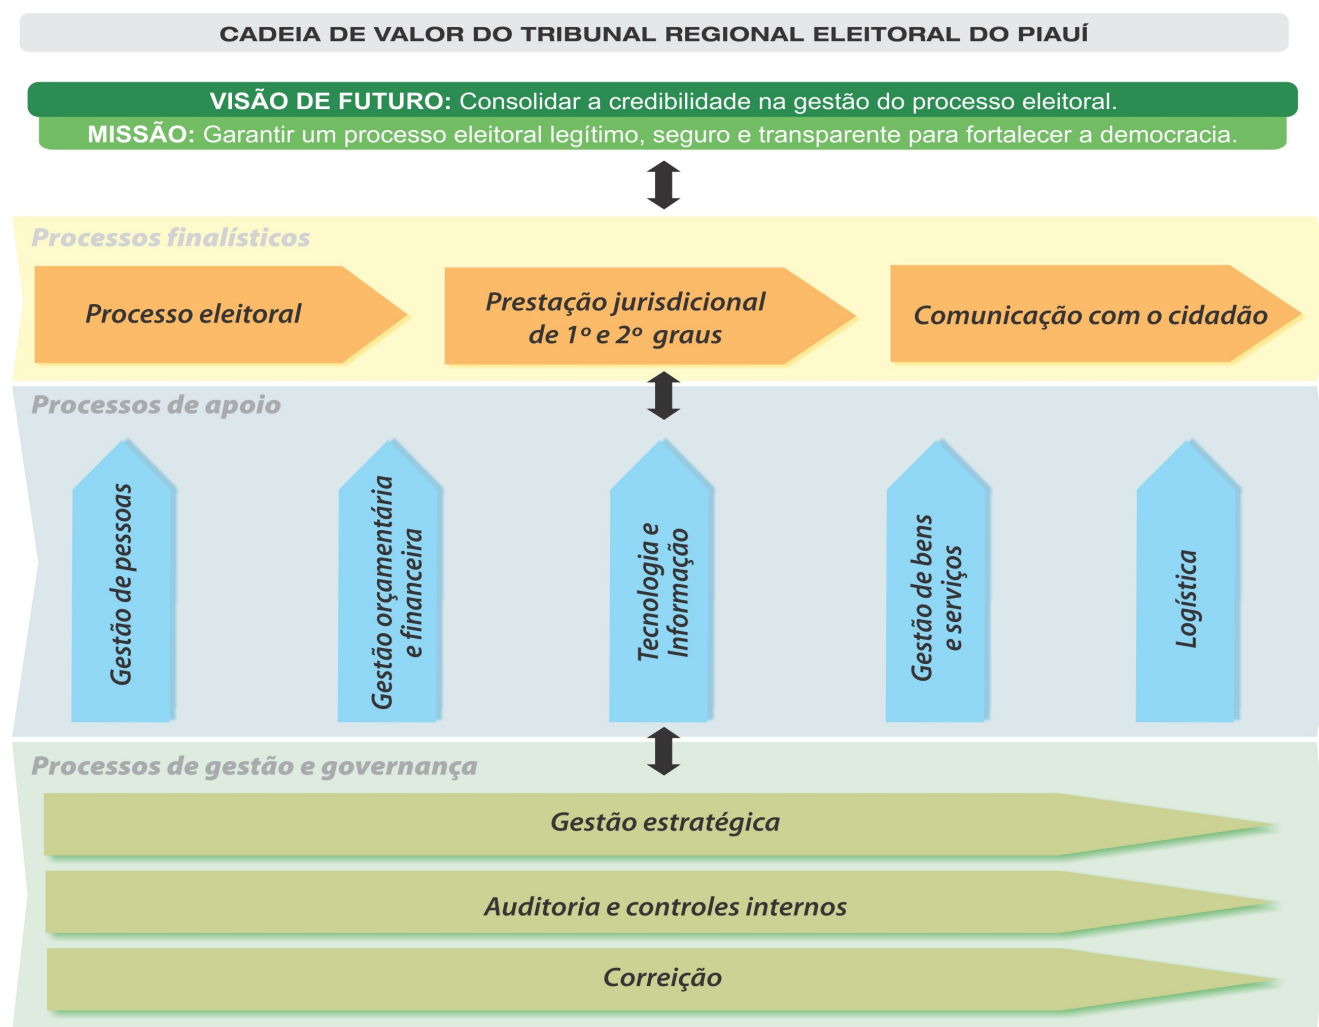 CADEIA DE VALOR DO TRIBUNAL REGIONAL ELEITORAL DO PIAUÍ
VISÃO DE FUTURO: Consolidar a credibilidade na gestão do processo eleitoral.
MISSÃO: Garantir um processo eleitoral legítimo, seguro e transparente para fortalecer a democracia.
Processos finalísticos
Processo eleitoral
Prestação jurisdicional
de 1º e 2º graus
Comunicação com o cidadão
Processos de apoio
Gestão de pessoas
Gestão orçamentária
e financeira
Tecnologia e
Informação
Gestão de bens
e serviços
Logística
Processos de gestão e governança
Gestão estratégica
Auditoria e controles internos
Correição